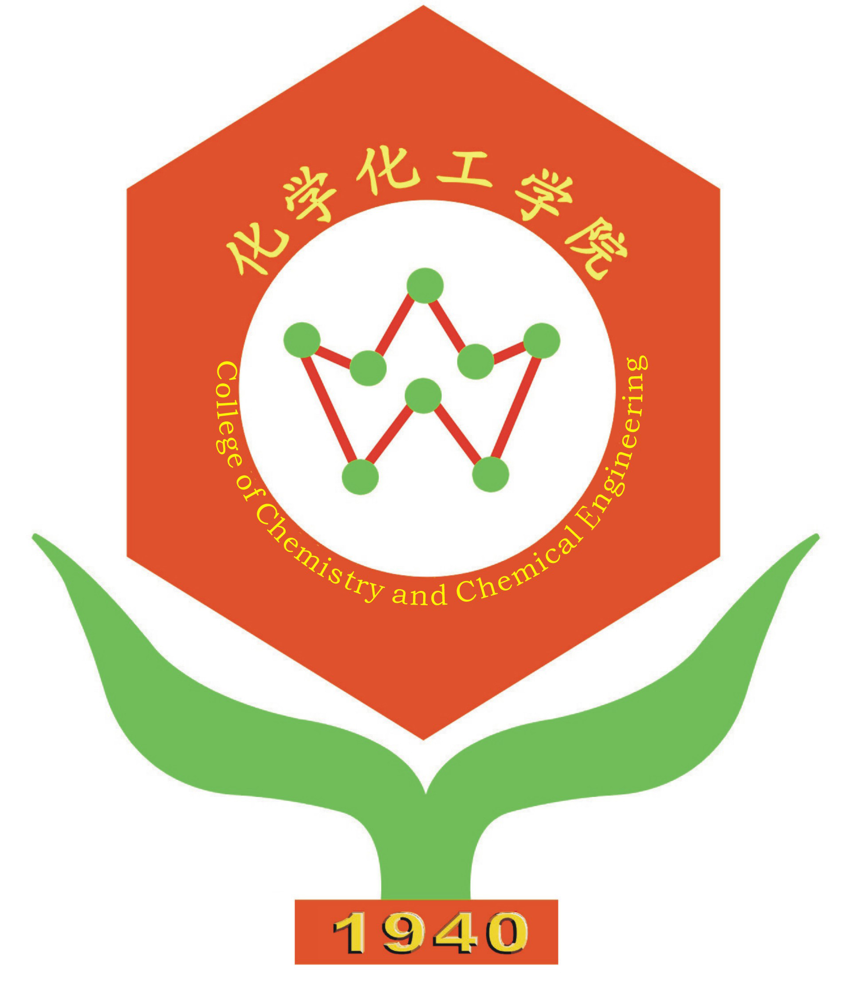 化学化工学院
College of Chemistry and Chemical Engineering
1940